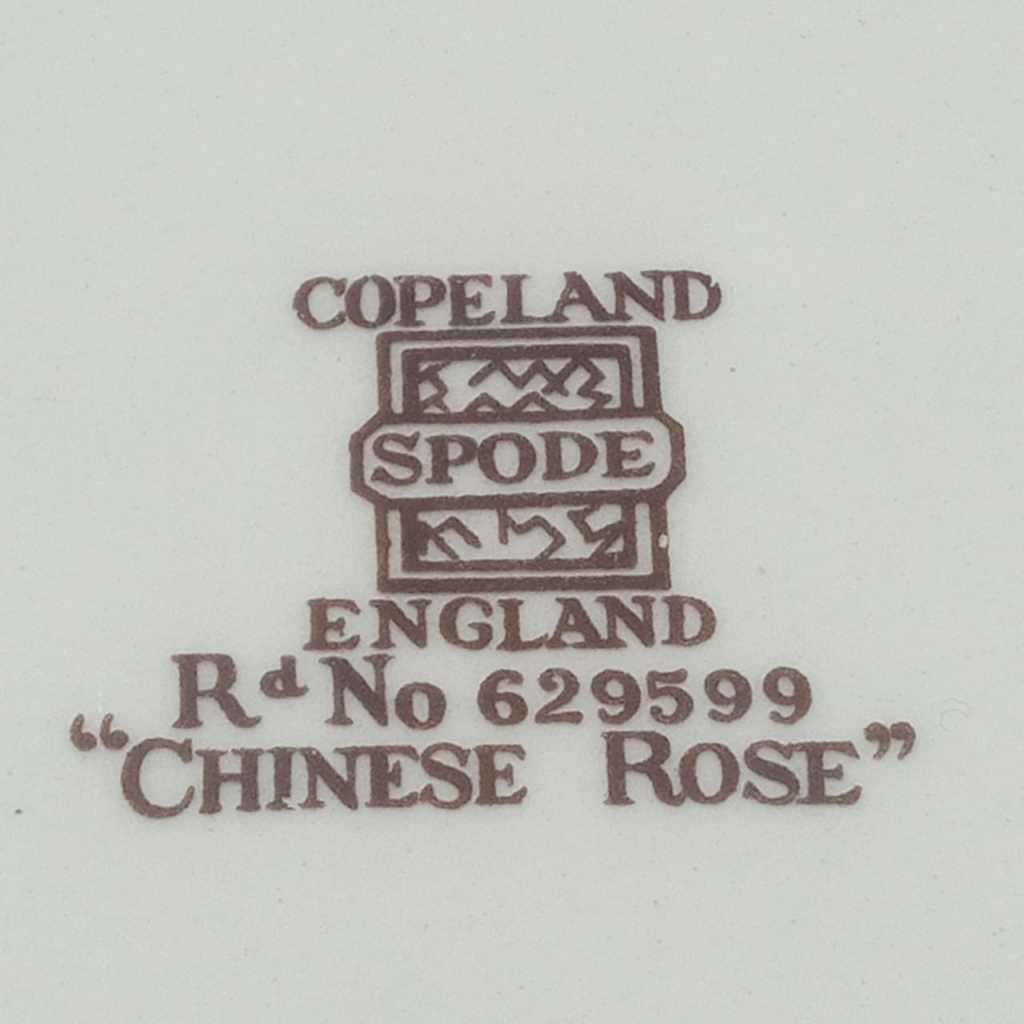 COPELAND
SPODE
ENGLAND
Rd No 629599
“CHINESE ROSE”